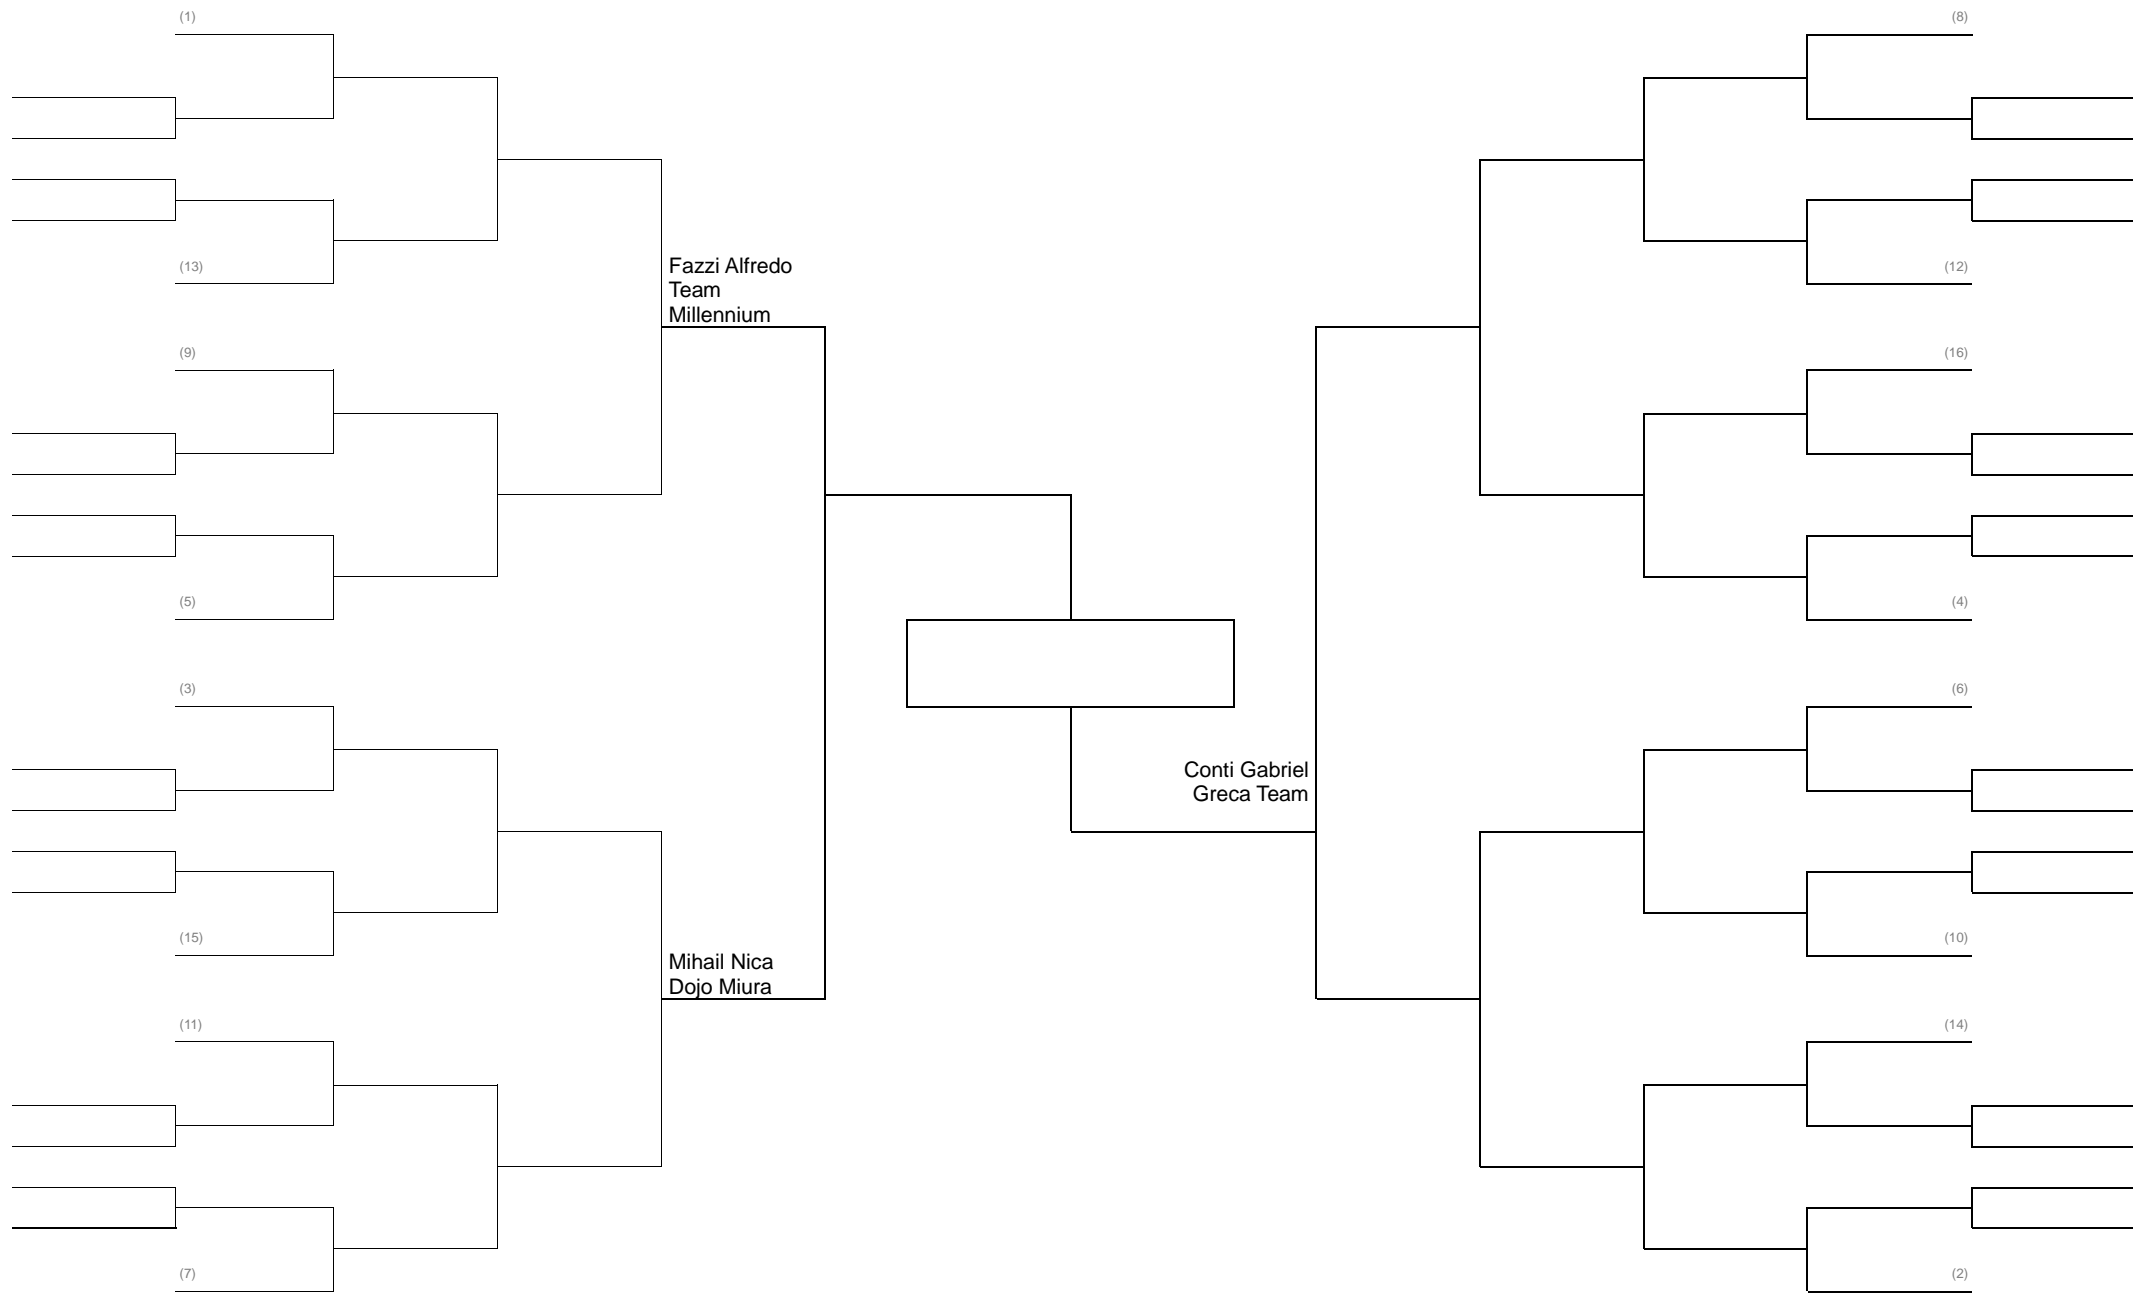 (1)
(8)
Fazzi Alfredo
Team
Millennium
(13)
(12)
(9)
(16)
(5)
(4)
(3)
(6)
Conti Gabriel
Greca Team
(15)
(10)
Mihail Nica
Dojo Miura
(11)
(14)
(7)
(2)